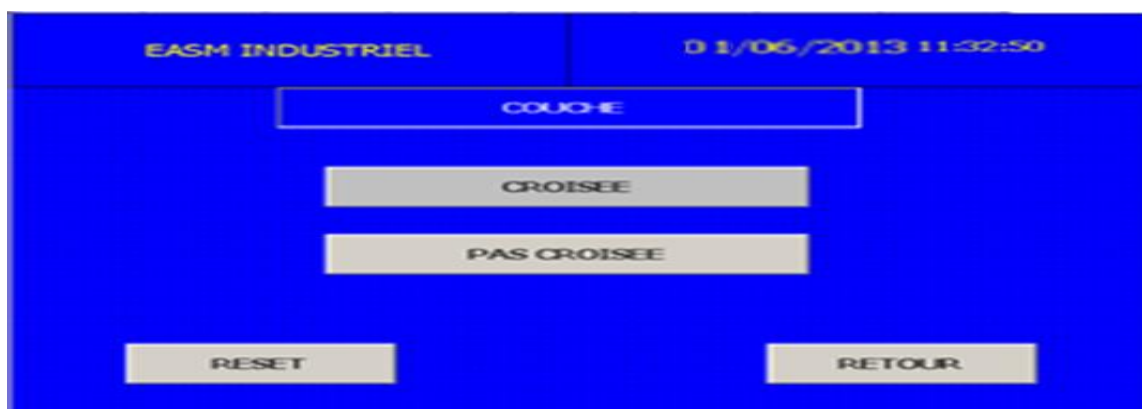 EASM INDUSTRIEL
01/06/2013 11:32:50
COUCHE
CROISEE
PAS CROISEE
RESET
RETOUR